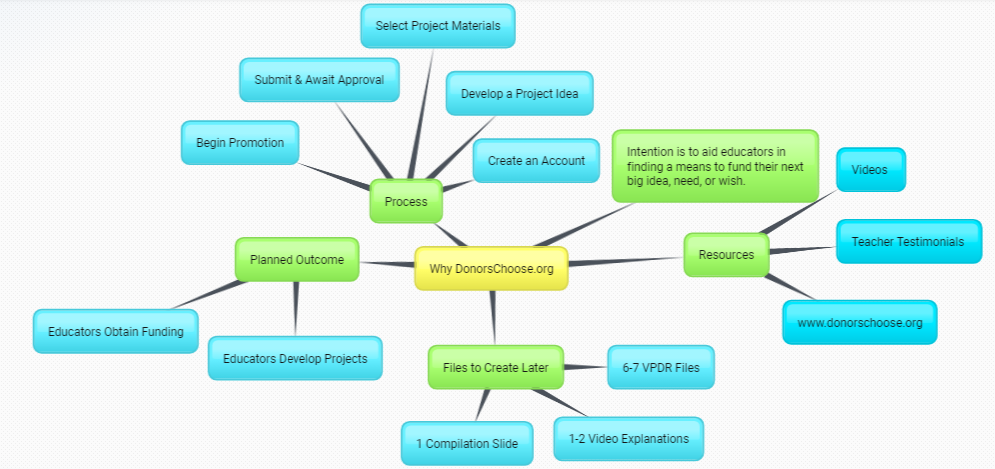 Select Project Materials
Submit & Await Approval
Develop a Project Idea
Begin Promotion
Create an Account
Process
Intention is to aid educators in
finding a means to fund their next
big idea, need, or wish.
Videos
Teacher Testimonials
Resources
www.donorschoose.org
Planned Outcome
Why DonorsChoose.org
Educators Obtain Funding
Educators Develop Projects
Files to Create Later
6-7 VPDR Files
1 Compilation Slide
1-2 Video Explanations